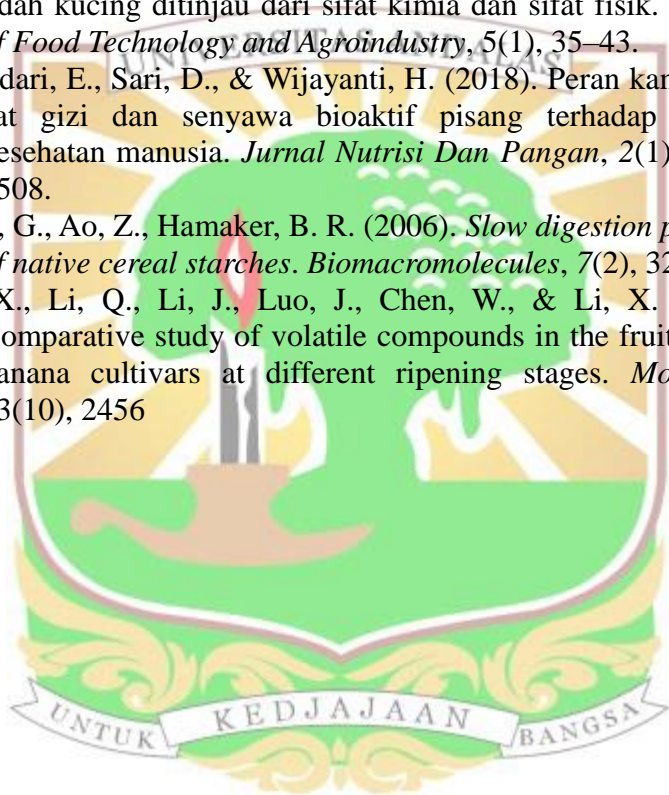 dah kucing ditinjau dari sifat kimia dan sifat fisik.
f Food Technology and Agroindustry, 5(1), 35–43.
UNIVERSITAS ANDALAS
dari, E., Sari, D., & Wijayanti, H. (2018). Peran kan
at gizi dan senyawa bioaktif pisang terhadap
esehatan manusia. Jurnal Nutrisi Dan Pangan, 2(1)
508.
, G., Ao, Z., Hamaker, B. R. (2006). Slow digestion p
f native cereal starches. Biomacromolecules, 7(2), 32
X., Li, Q., Li, J., Luo, J., Chen, W., & Li, X.
omparative study of volatile compounds in the fruit
anana cultivars at different ripening stages. Mo
3(10), 2456
UNTUK KEDJAJAAN BANGSA